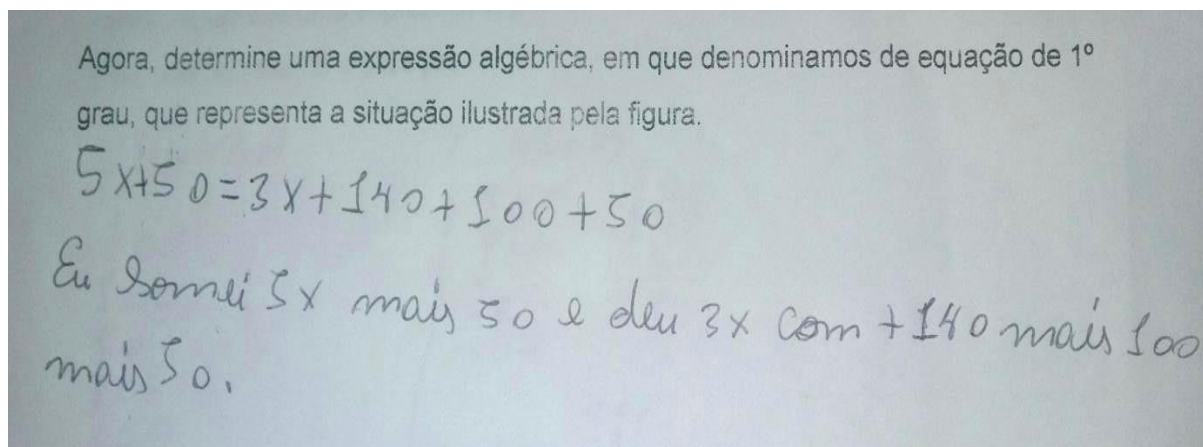 Agora, determine uma expressão algébrica, em que denominamos de equação de 1º
grau, que representa a situação ilustrada pela figura.
5x+50=3x+140+100+50
Eu somei 5x mais 50 e deu 3x com +140 mais 100
mais 50.